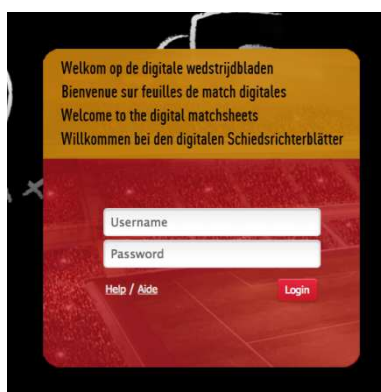 Welkom op de digitale wedstrijdbladen
Bienvenue sur feuilles de match digitales
Welcome to the digital matchsheets
Willkommen bei den digitalen Schiedsrichterblätter
Username
Password
Help / Aide
Login